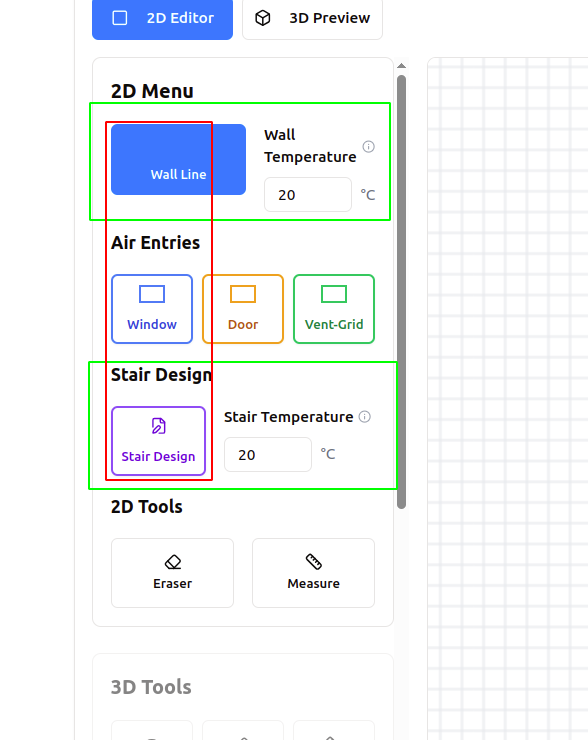 2D Editor
3D Preview
2D Menu
Wall Line
Wall
Temperature
20
°C
Air Entries
Window
Door
Vent-Grid
Stair Design
Stair Design
Stair Temperature
20
°C
2D Tools
Eraser
Measure
3D Tools